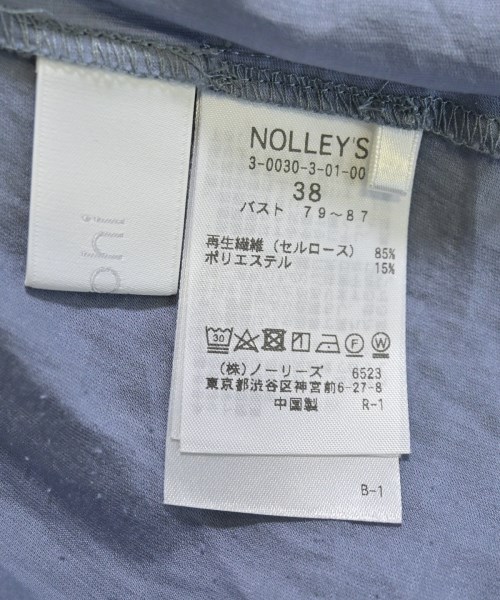 NOLLEY'S
3-0030-3-01-00
38
バスト 79～87
再生繊維（セルロース） 85%
ポリエステル 15%
30 F W
(株)ノーリーズ 6523
東京都渋谷区神宮前6-27-8
中国製 R-1
B-1